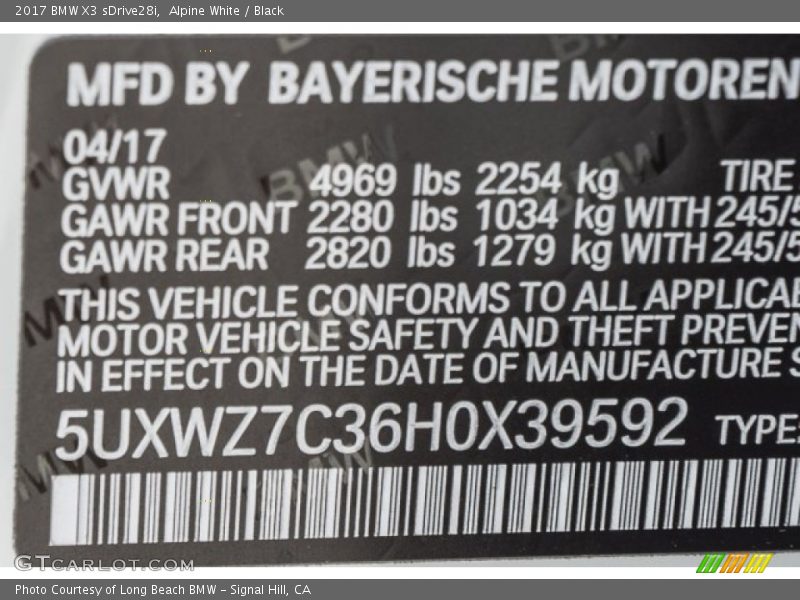 2017 BMW X3 sDrive28i,  Alpine White / Black
MFD BY BAYERISCHE MOTOREN
04/17
GVWR 4969 lbs 2254 kg TIRE
GAWR FRONT 2280 lbs 1034 kg WITH 245/5
GAWR REAR 2820 lbs 1279 kg WITH 245/5
THIS VEHICLE CONFORMS TO ALL APPLICAB
MOTOR VEHICLE SAFETY AND THEFT PREVEN
IN EFFECT ON THE DATE OF MANUFACTURE S
5UXWZ7C36H0X39592 TYPE:
GTCARLOT.COM
Photo Courtesy of Long Beach BMW - Signal Hill, CA